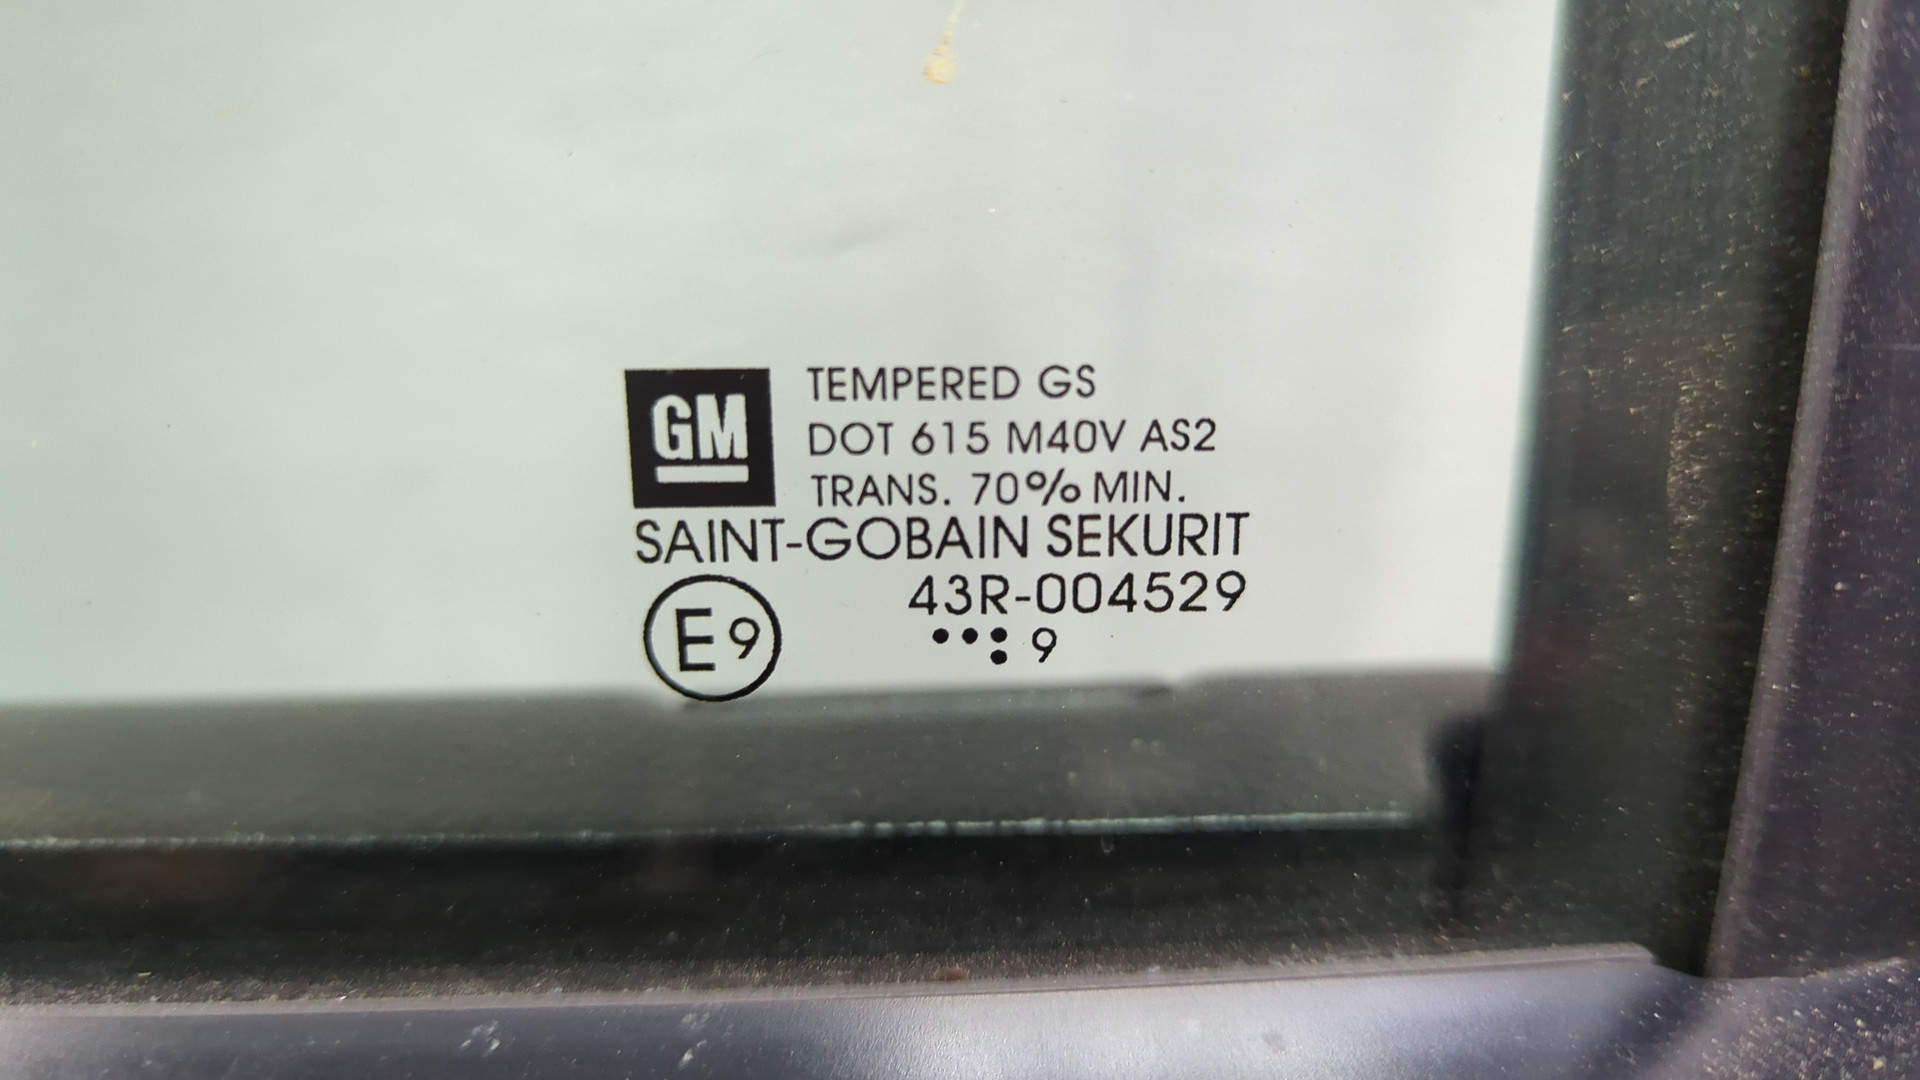 GM
TEMPERED GS
DOT 615 M40V AS2
TRANS. 70% MIN.
SAINT-GOBAIN SEKURIT
E9
43R-004529
9